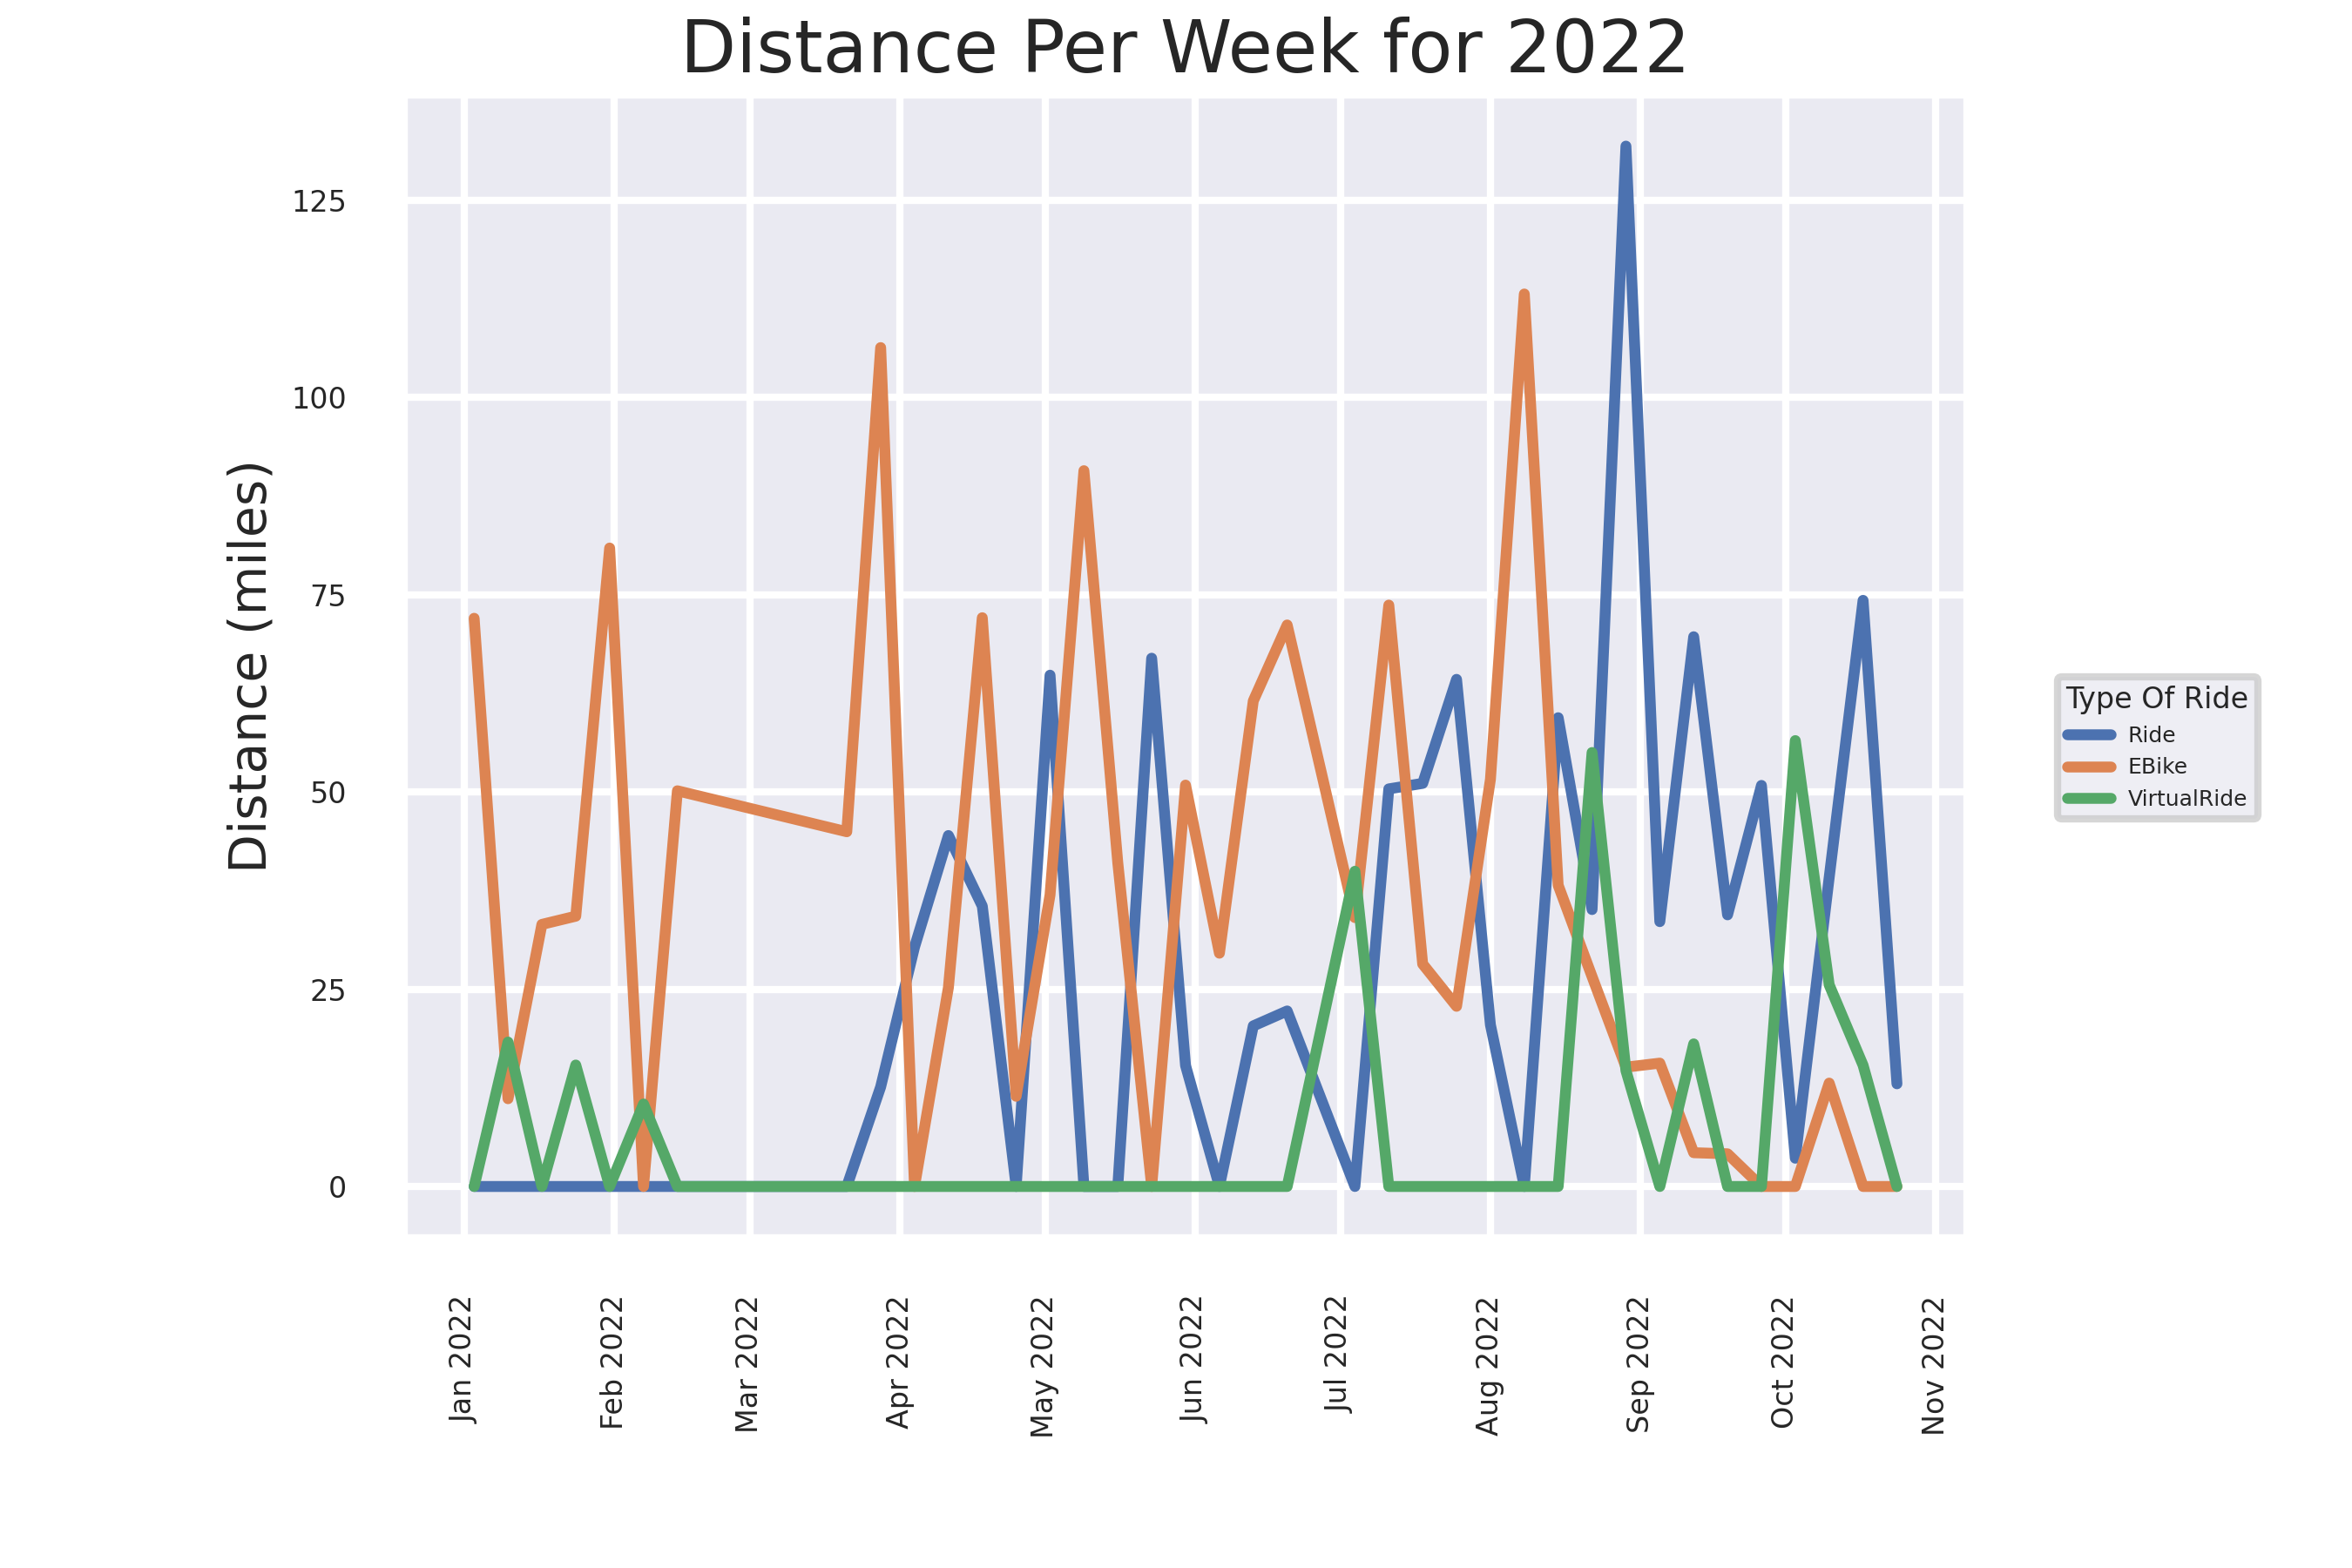 Distance Per Week for 2022
Distance (miles)
125
100
75
50
25
0
Jan 2022
Feb 2022
Mar 2022
Apr 2022
May 2022
Jun 2022
Jul 2022
Aug 2022
Sep 2022
Oct 2022
Nov 2022
Type Of Ride
Ride
EBike
VirtualRide